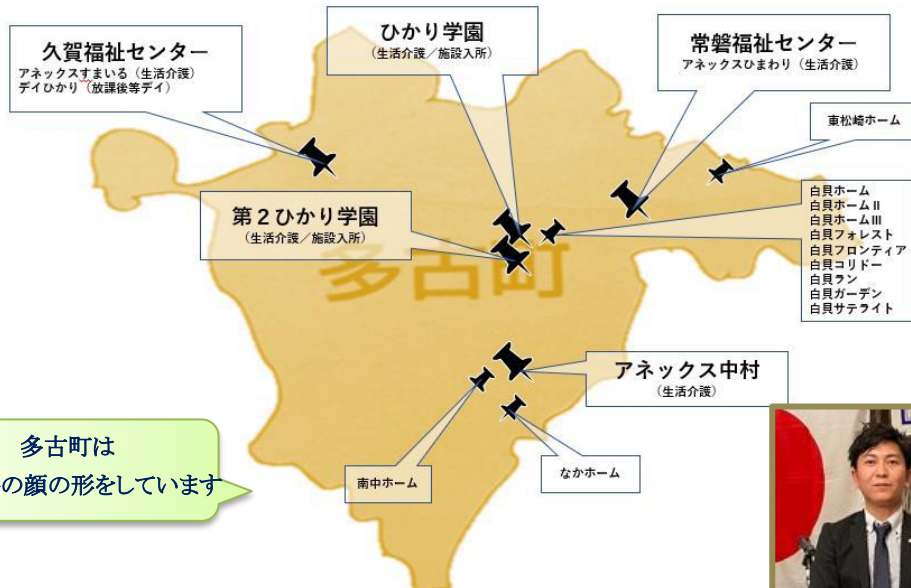 久賀福祉センター
アネックスすまいる（生活介護）
デイひかり（放課後等デイ）
ひかり学園
（生活介護／施設入所）
常磐福祉センター
アネックスひまわり（生活介護）
東松崎ホーム
第２ひかり学園
（生活介護／施設入所）
白貝ホーム
白貝ホームⅡ
白貝ホームⅢ
白貝フォレスト
白貝フロンティア
白貝コリドー
白貝ラン
白貝ガーデン
白貝サテライト
多古町
アネックス中村
（生活介護）
南中ホーム
なかホーム
多古町は
の顔の形をしています